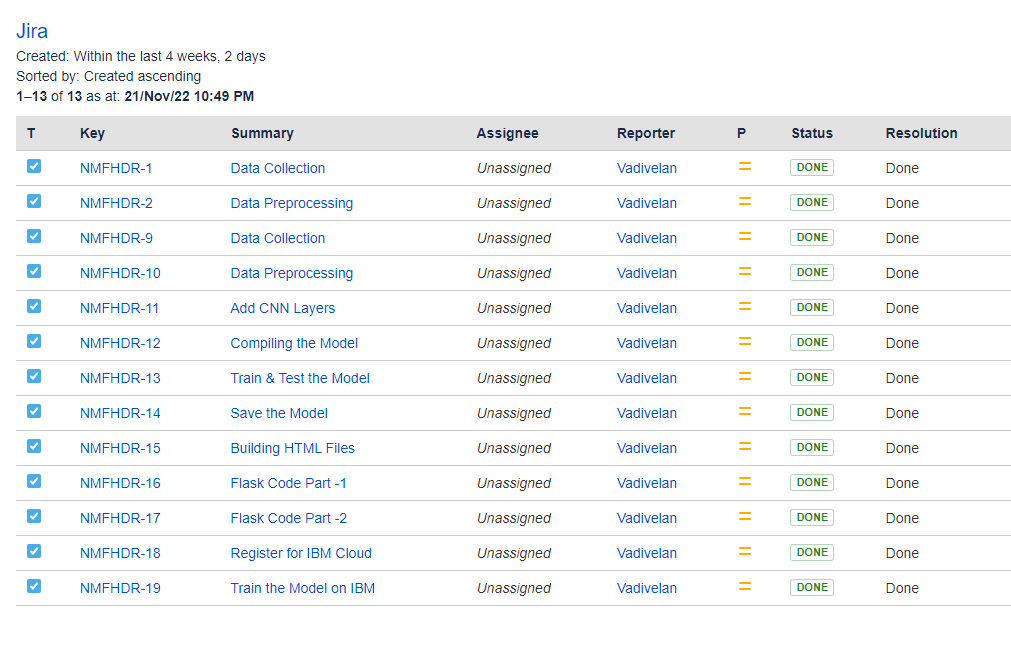 Jira
Created: Within the last 4 weeks, 2 days
Sorted by: Created ascending
1–13 of 13 as at: 21/Nov/22 10:49 PM
T Key Summary Assignee Reporter P Status Resolution
NMFHDR-1 Data Collection Unassigned Vadivelan DONE Done
NMFHDR-2 Data Preprocessing Unassigned Vadivelan DONE Done
NMFHDR-9 Data Collection Unassigned Vadivelan DONE Done
NMFHDR-10 Data Preprocessing Unassigned Vadivelan DONE Done
NMFHDR-11 Add CNN Layers Unassigned Vadivelan DONE Done
NMFHDR-12 Compiling the Model Unassigned Vadivelan DONE Done
NMFHDR-13 Train & Test the Model Unassigned Vadivelan DONE Done
NMFHDR-14 Save the Model Unassigned Vadivelan DONE Done
NMFHDR-15 Building HTML Files Unassigned Vadivelan DONE Done
NMFHDR-16 Flask Code Part -1 Unassigned Vadivelan DONE Done
NMFHDR-17 Flask Code Part -2 Unassigned Vadivelan DONE Done
NMFHDR-18 Register for IBM Cloud Unassigned Vadivelan DONE Done
NMFHDR-19 Train the Model on IBM Unassigned Vadivelan DONE Done